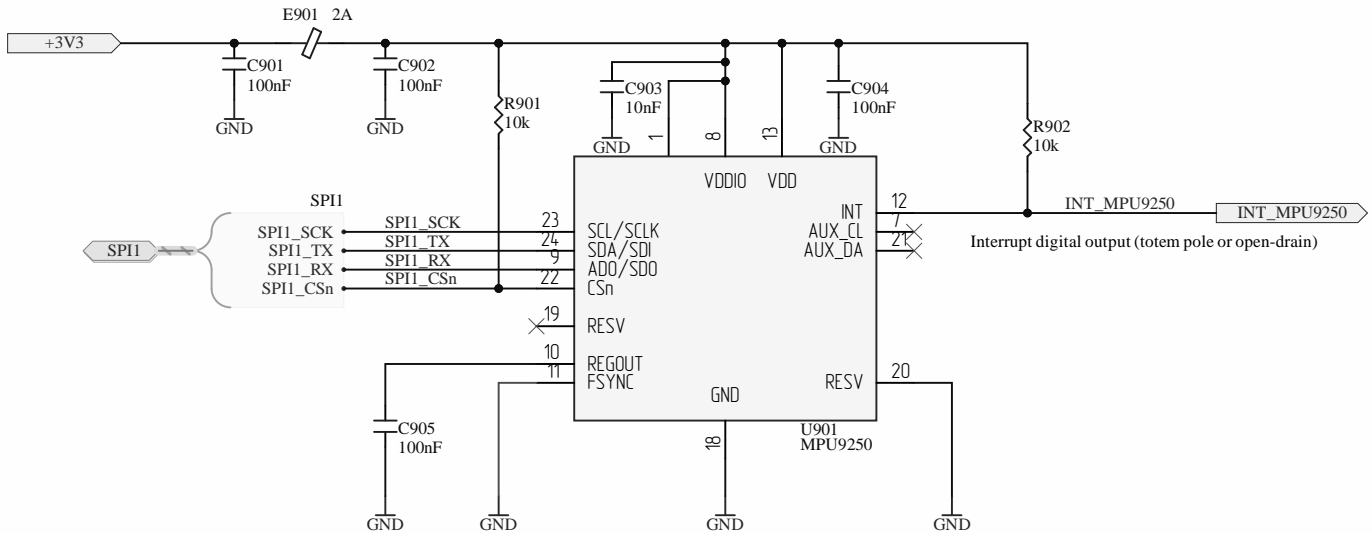 E901 2A
+3V3
C901
100nF
GND
C902
100nF
GND
R901
10k
C903
10nF
GND
C904
100nF
GND
R902
10k
1
8
13
VDDIO VDD
SPI1
SPI1
SPI1_SCK
SPI1_TX
SPI1_RX
SPI1_CSn
SPI1_SCK
SPI1_TX
SPI1_RX
SPI1_CSn
23 SCL/SCLK
24 SDA/SDI
9 ADO/SDO
22 CSn
19 RESV
10 REGOUT
11 FSYNC
INT 12
AUX_CL 7
AUX_DA 21
INT_MPU9250
INT_MPU9250
Interrupt digital output (totem pole or open-drain)
RESV 20
GND
18
U901
MPU9250
C905
100nF
GND
GND
GND
GND